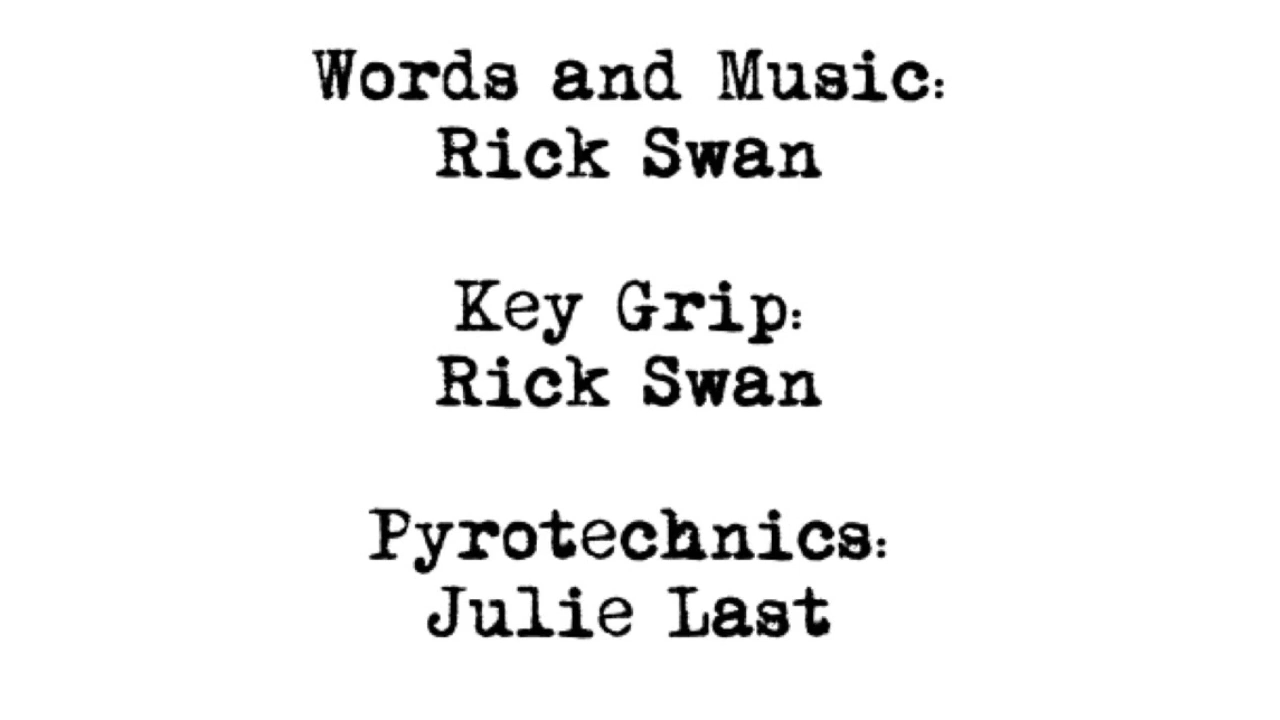 Words and Music:
Rick Swan
Key Grip:
Rick Swan
Pyrotechnics:
Julie Last